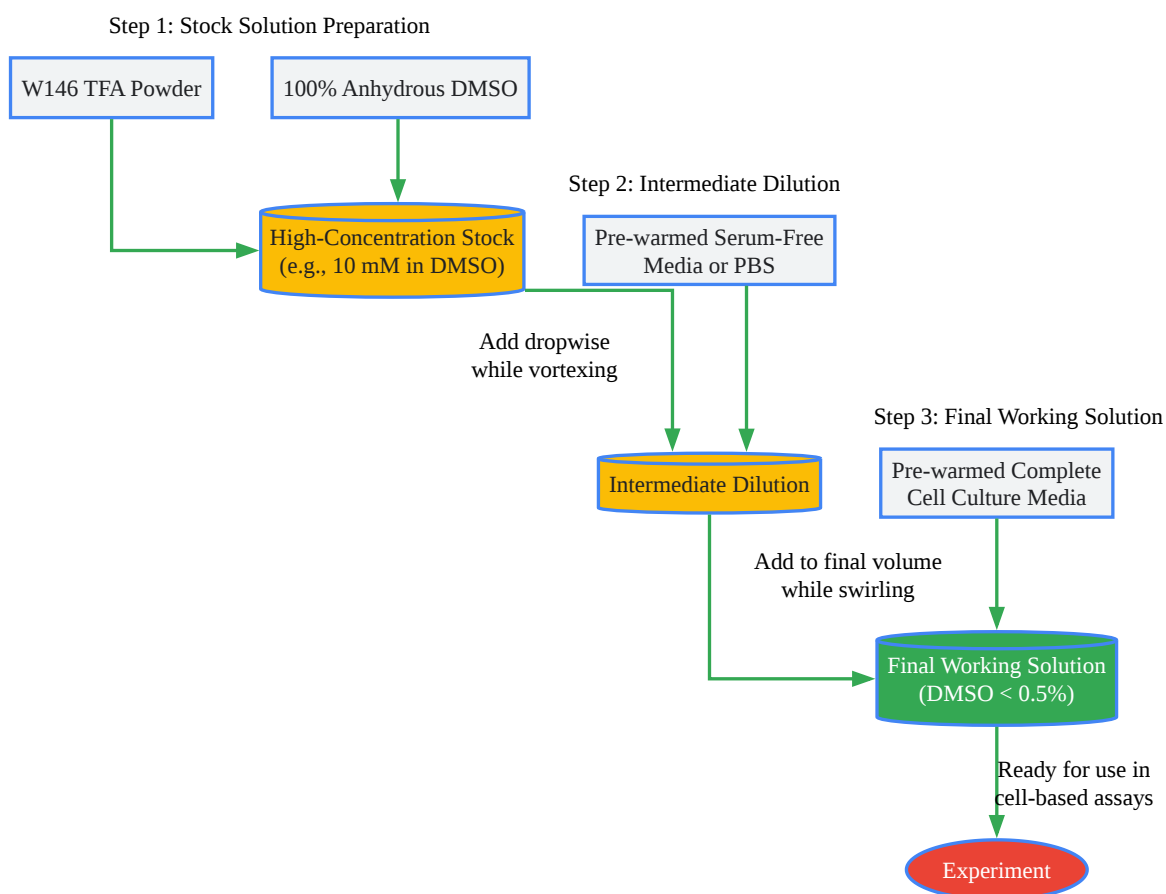 Step 1: Stock Solution Preparation
W146 TFA Powder
100% Anhydrous DMSO
High-Concentration Stock
(e.g., 10 mM in DMSO)
Step 2: Intermediate Dilution
Pre-warmed Serum-Free
Media or PBS
Add dropwise
while vortexing
Intermediate Dilution
Step 3: Final Working Solution
Pre-warmed Complete
Cell Culture Media
Add to final volume
while swirling
Final Working Solution
(DMSO < 0.5%)
Ready for use in
cell-based assays
Experiment